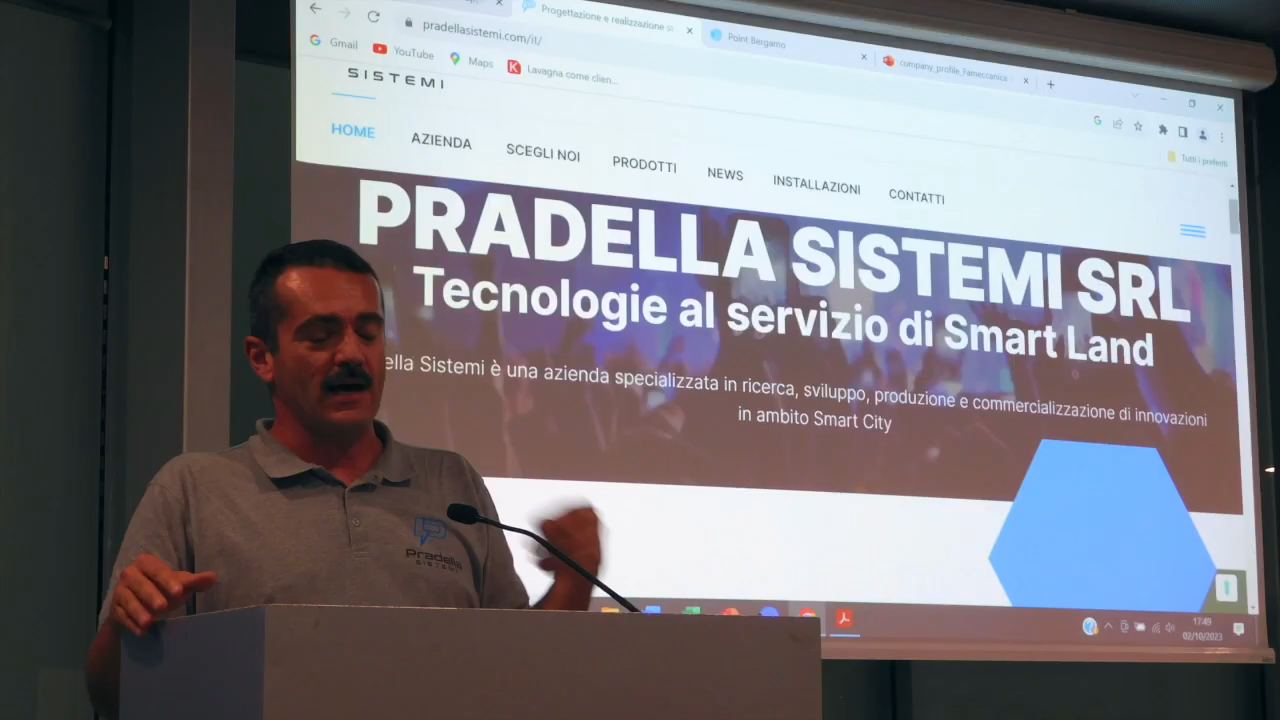 Progettazione e realizzazione si
Point Bergamo
company_profile_Fameccanica
pradellasistemi.com/it/
Gmail
YouTube
Maps
Lavagna come clien...
Tutti i preferiti
SISTEMI
HOME
AZIENDA
SCEGLI NOI
PRODOTTI
NEWS
INSTALLAZIONI
CONTATTI
PRADELLA SISTEMI SRL
Tecnologie al servizio di Smart Land
ella Sistemi è una azienda specializzata in ricerca, sviluppo, produzione e commercializzazione di innovazioni
in ambito Smart City
Pradella
SISTEMI
17:49
02/10/2023